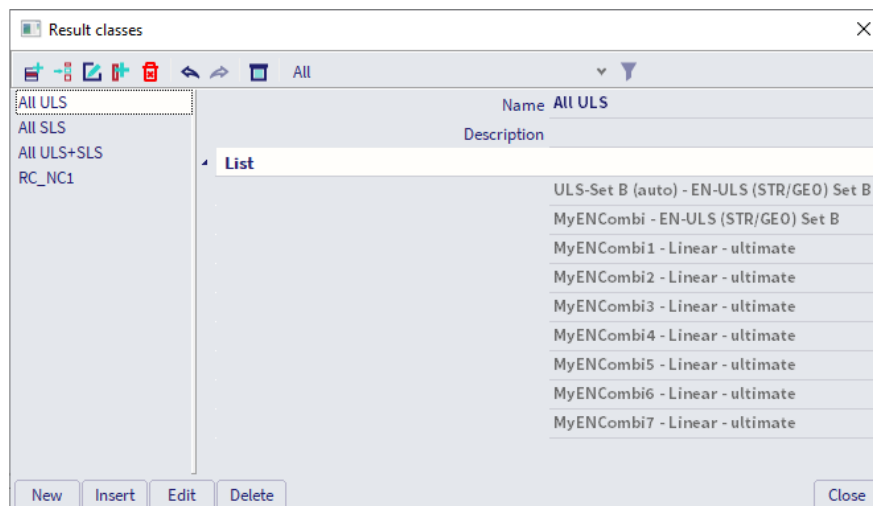 Result classes
All
All ULS
All SLS
All ULS+SLS
RC_NC1
Name All ULS
Description
List
ULS-Set B (auto) - EN-ULS (STR/GEO) Set B
MyENCombi - EN-ULS (STR/GEO) Set B
MyENCombi1 - Linear - ultimate
MyENCombi2 - Linear - ultimate
MyENCombi3 - Linear - ultimate
MyENCombi4 - Linear - ultimate
MyENCombi5 - Linear - ultimate
MyENCombi6 - Linear - ultimate
MyENCombi7 - Linear - ultimate
New Insert Edit Delete Close